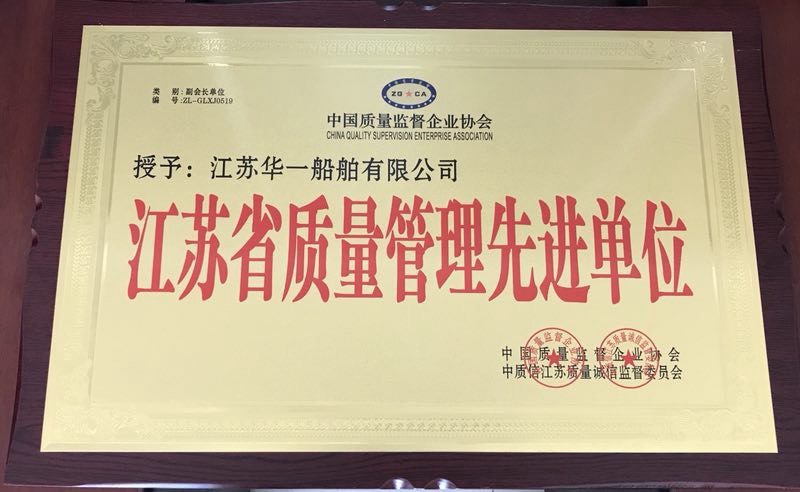 类 别:副会长单位
编 号:ZL-GLXJ0519
ZG★CA
中国质量监督企业协会
CHINA QUALITY SUPERVISION ENTERPRISE ASSOCIATION
授予：江苏华一船舶有限公司
江苏省质量管理先进单位
中国质量监督企业协会
中质信江苏质量诚信监督委员会